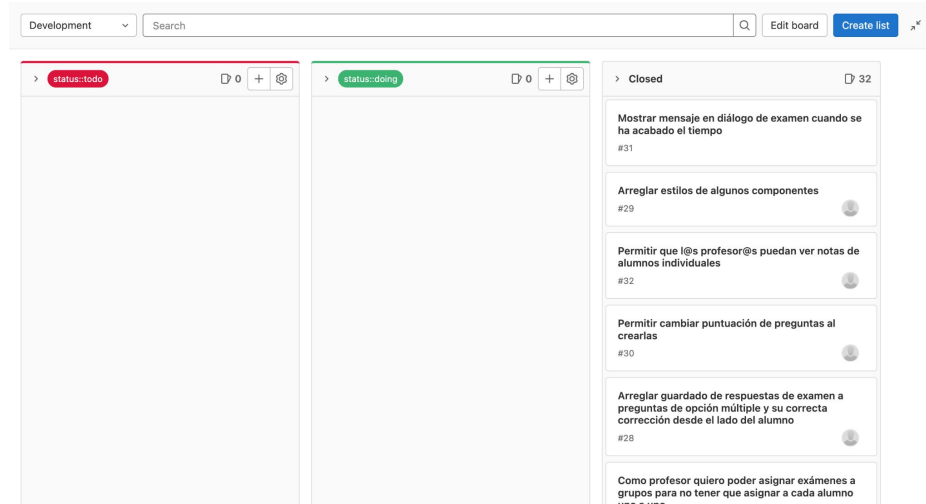 Development
Search
Edit board
Create list
status::todo
0
status::doing
0
Closed
32
Mostrar mensaje en diálogo de examen cuando se
ha acabado el tiempo
#31
Arreglar estilos de algunos componentes
#29
Permitir que l@s profesor@s puedan ver notas de
alumnos individuales
#32
Permitir cambiar puntuación de preguntas al
crearlas
#30
Arreglar guardado de respuestas de examen a
preguntas de opción múltiple y su correcta
corrección desde el lado del alumno
#28
Como profesor quiero poder asignar exámenes a
grupos para no tener que asignar a cada alumno
uno a uno